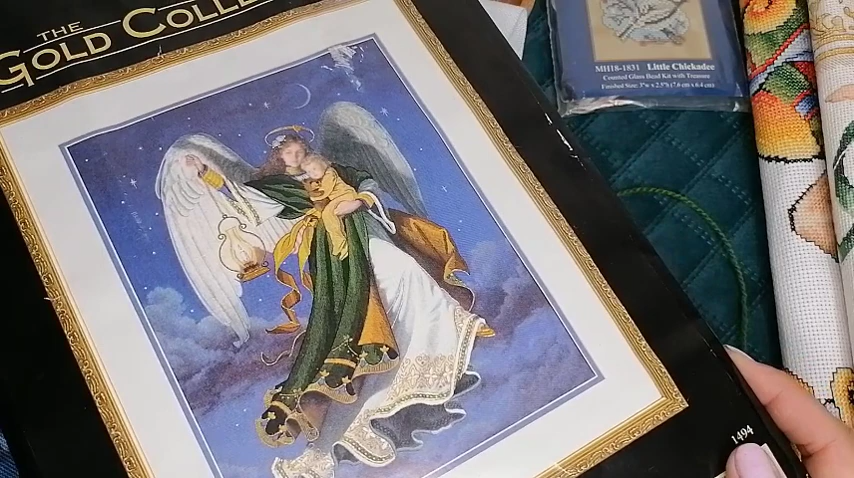 THE
GOLD
MH18-1831 Little Chickadee
Counted Glass Bead Kit with Treasure
Finished Size: 3"w x 2.5"h (7.6 cm x 6.4 cm)
1494